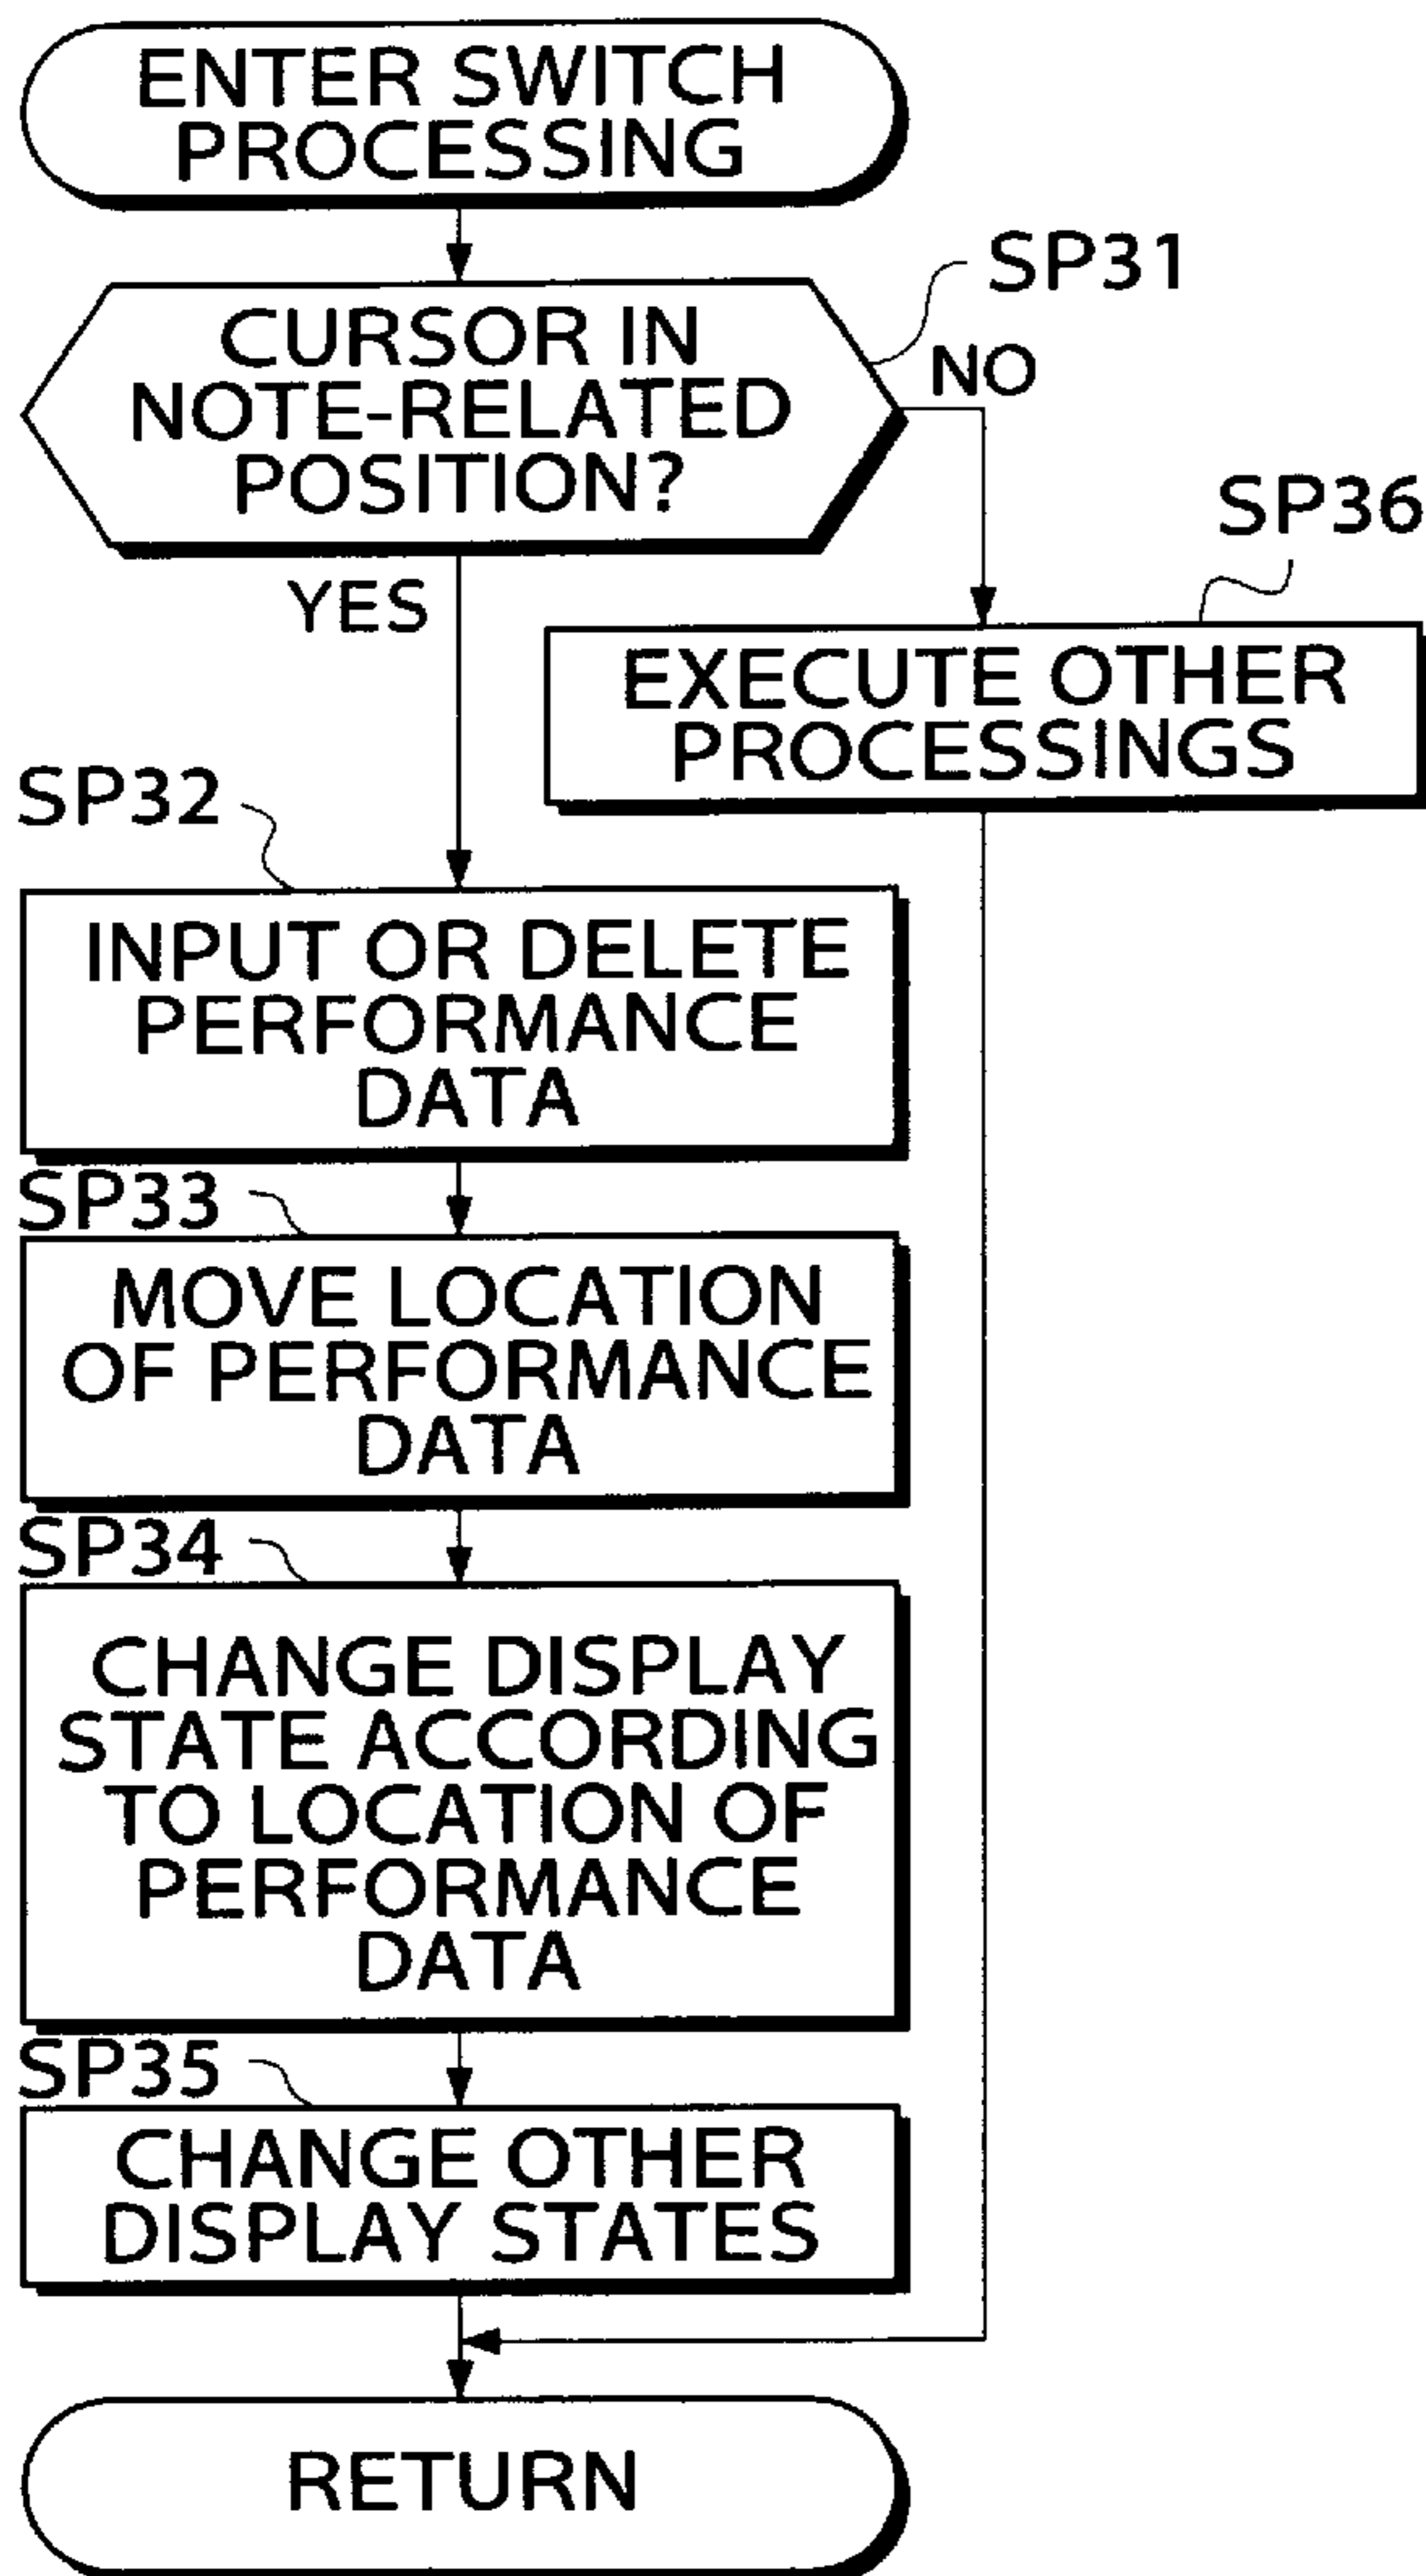 ENTER SWITCH
PROCESSING
SP31
CURSOR IN
NOTE-RELATED
POSITION?
NO
YES
SP36
EXECUTE OTHER
PROCESSINGS
SP32
INPUT OR DELETE
PERFORMANCE
DATA
SP33
MOVE LOCATION
OF PERFORMANCE
DATA
SP34
CHANGE DISPLAY
STATE ACCORDING
TO LOCATION OF
PERFORMANCE
DATA
SP35
CHANGE OTHER
DISPLAY STATES
RETURN